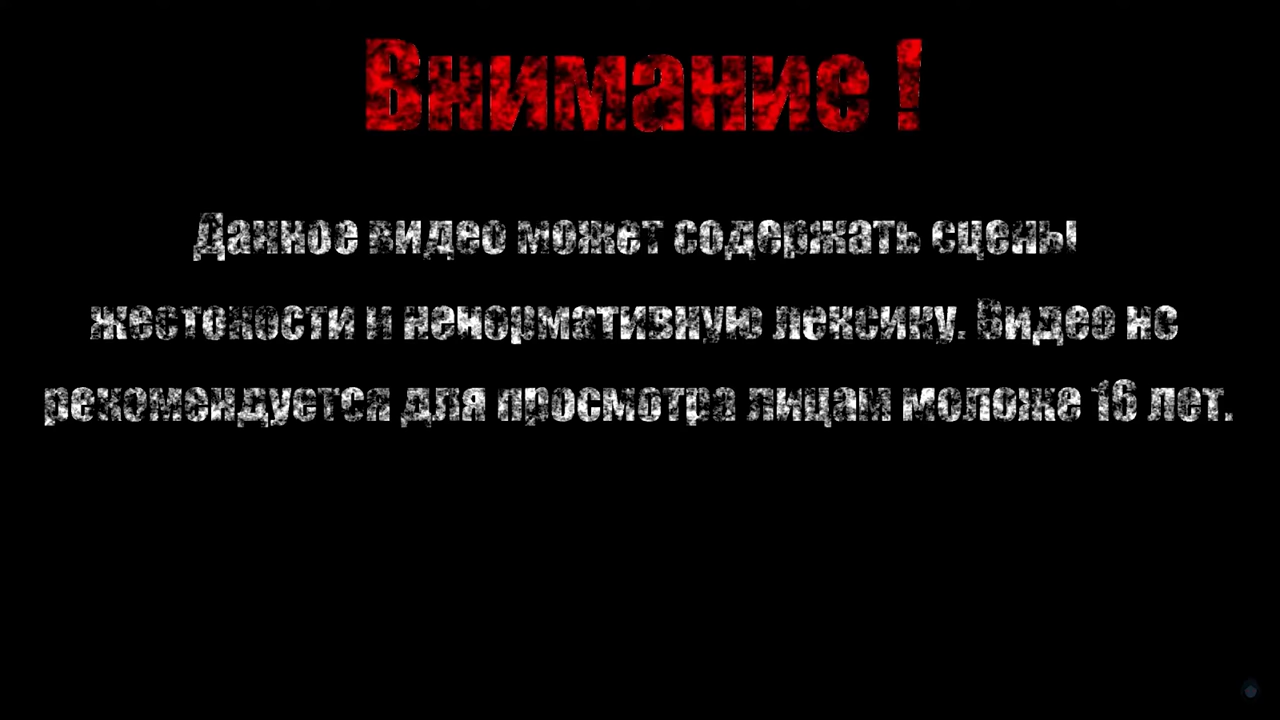 Внимание !
Данное видео может содержать сцены
жестокости и ненормативную лексику. Видео не
рекомендуется для просмотра лицам моложе 16 лет.